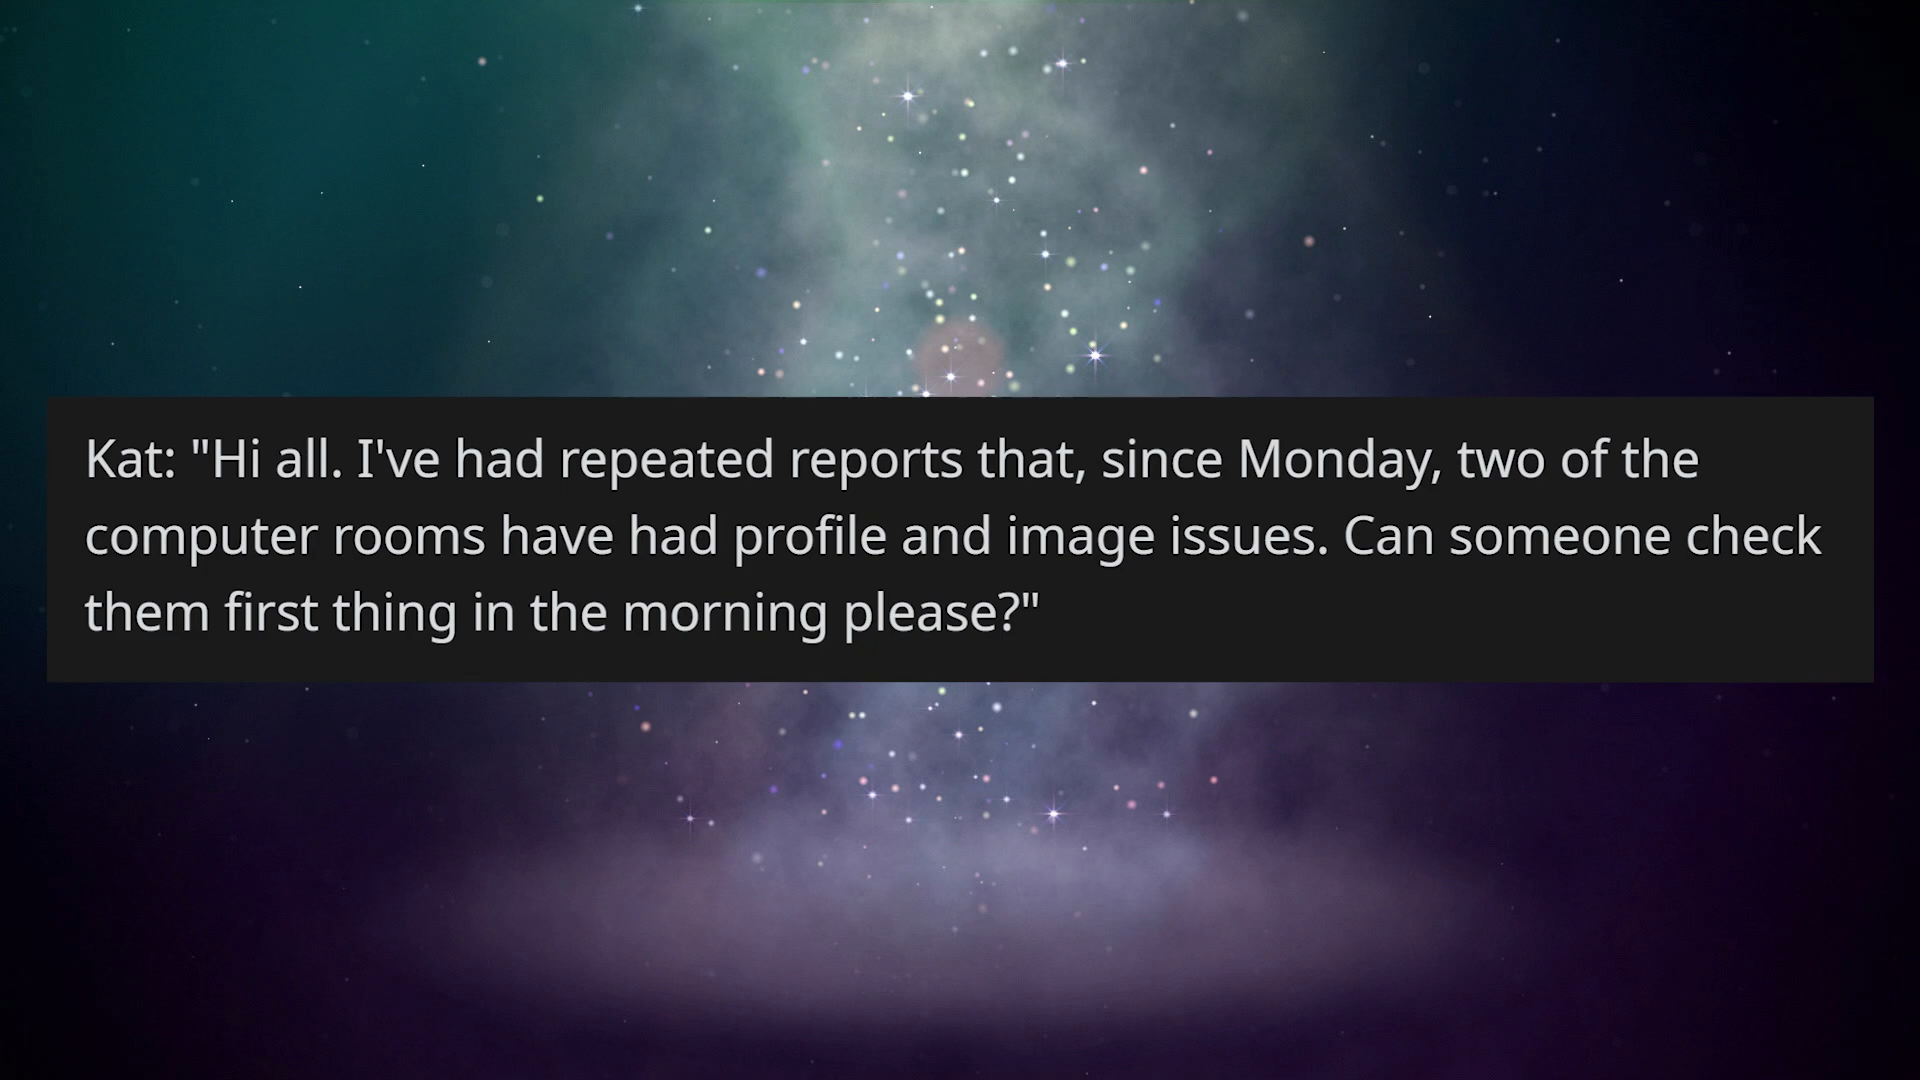 Kat: "Hi all. I've had repeated reports that, since Monday, two of the
computer rooms have had profile and image issues. Can someone check
them first thing in the morning please?"